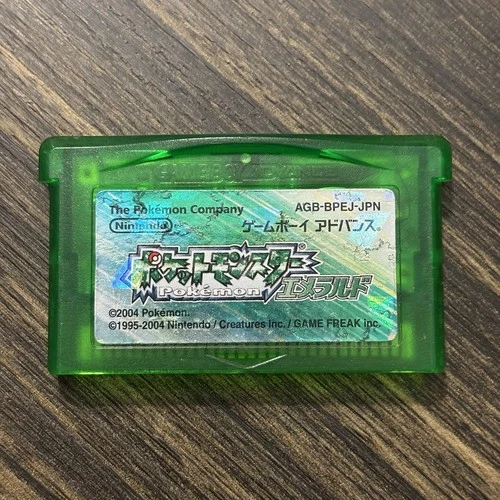 The Pokémon Company
AGB-BPEJ-JPN
Nintendo
ゲームボーイ アドバンス®
ポケットモンスター
Pokémon
エメラルド
©2004 Pokémon.
©1995-2004 Nintendo / Creatures inc. / GAME FREAK inc.